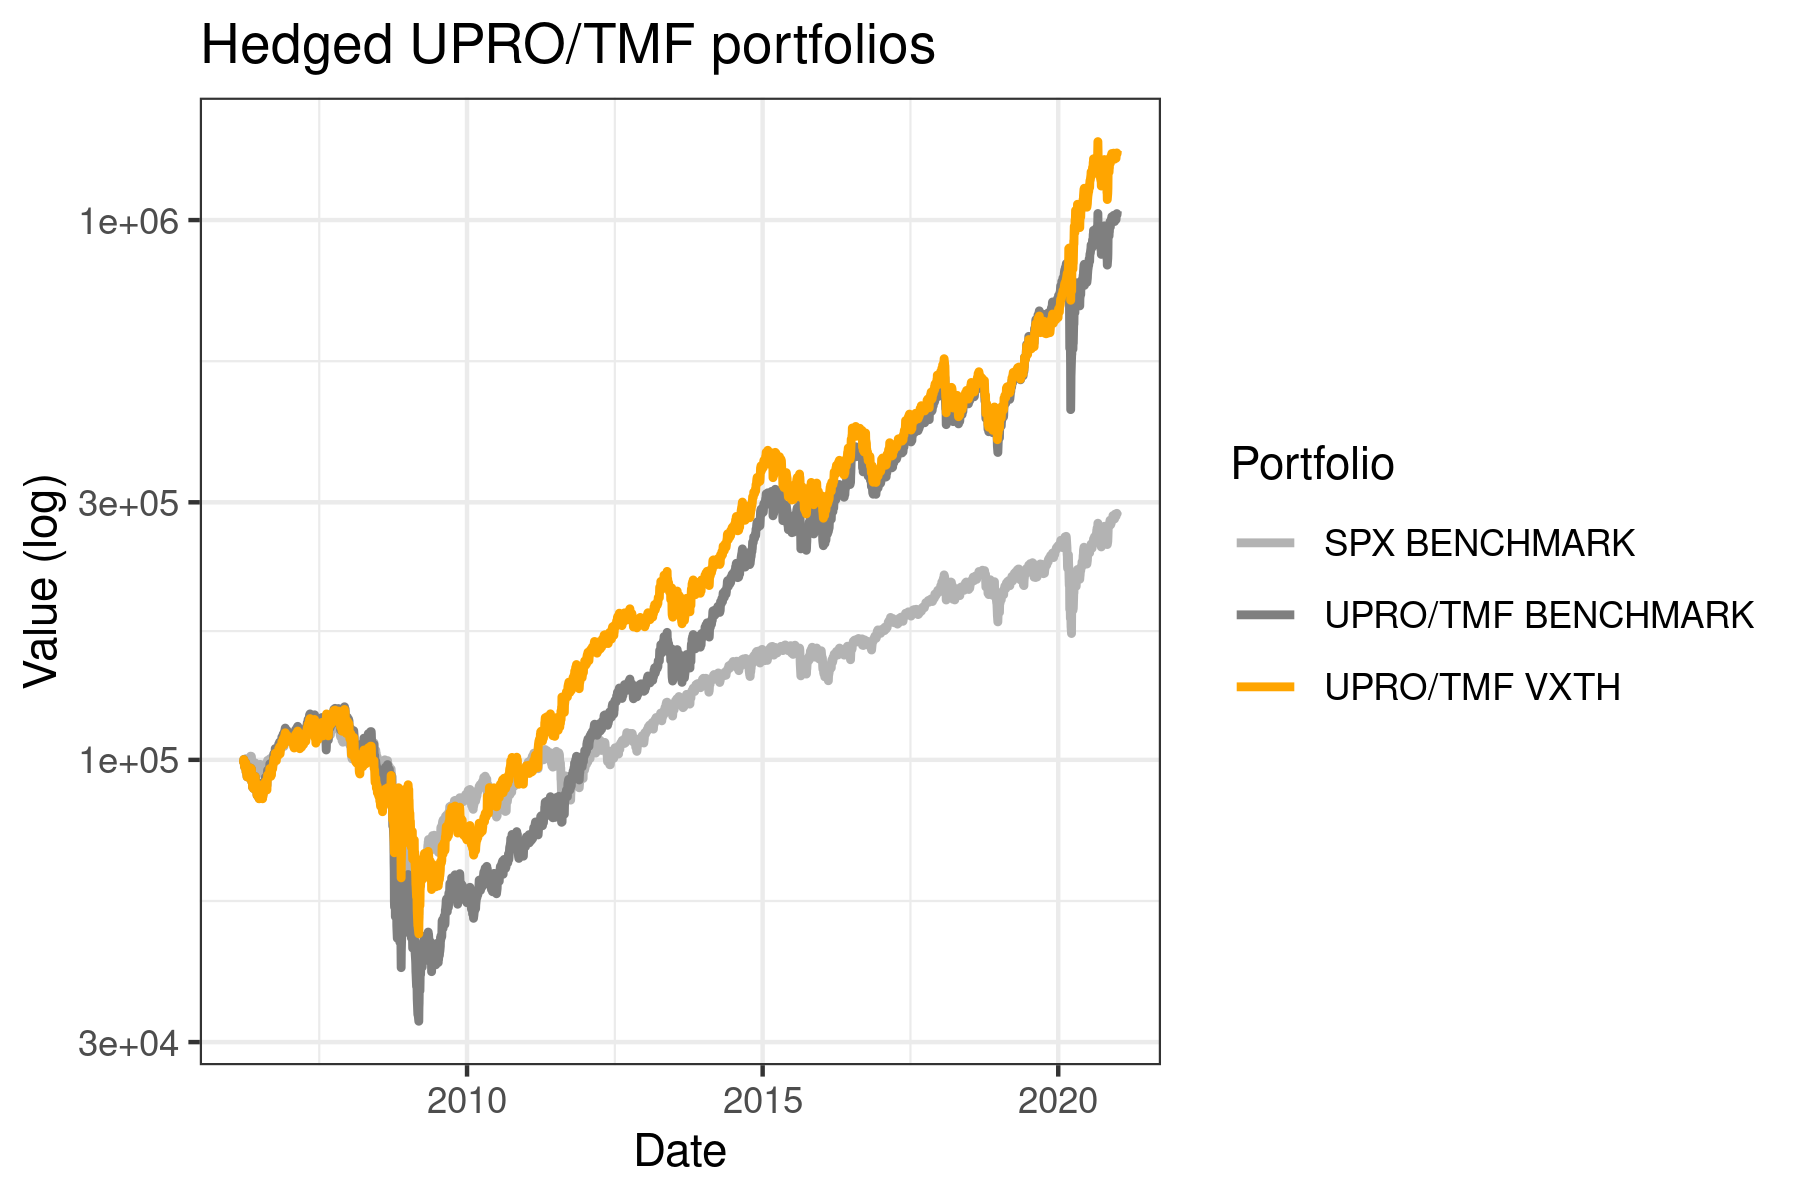 Hedged UPRO/TMF portfolios
Value (log)
1e+06
3e+05
1e+05
3e+04
2010
2015
2020
Date
Portfolio
SPX BENCHMARK
UPRO/TMF BENCHMARK
UPRO/TMF VXTH